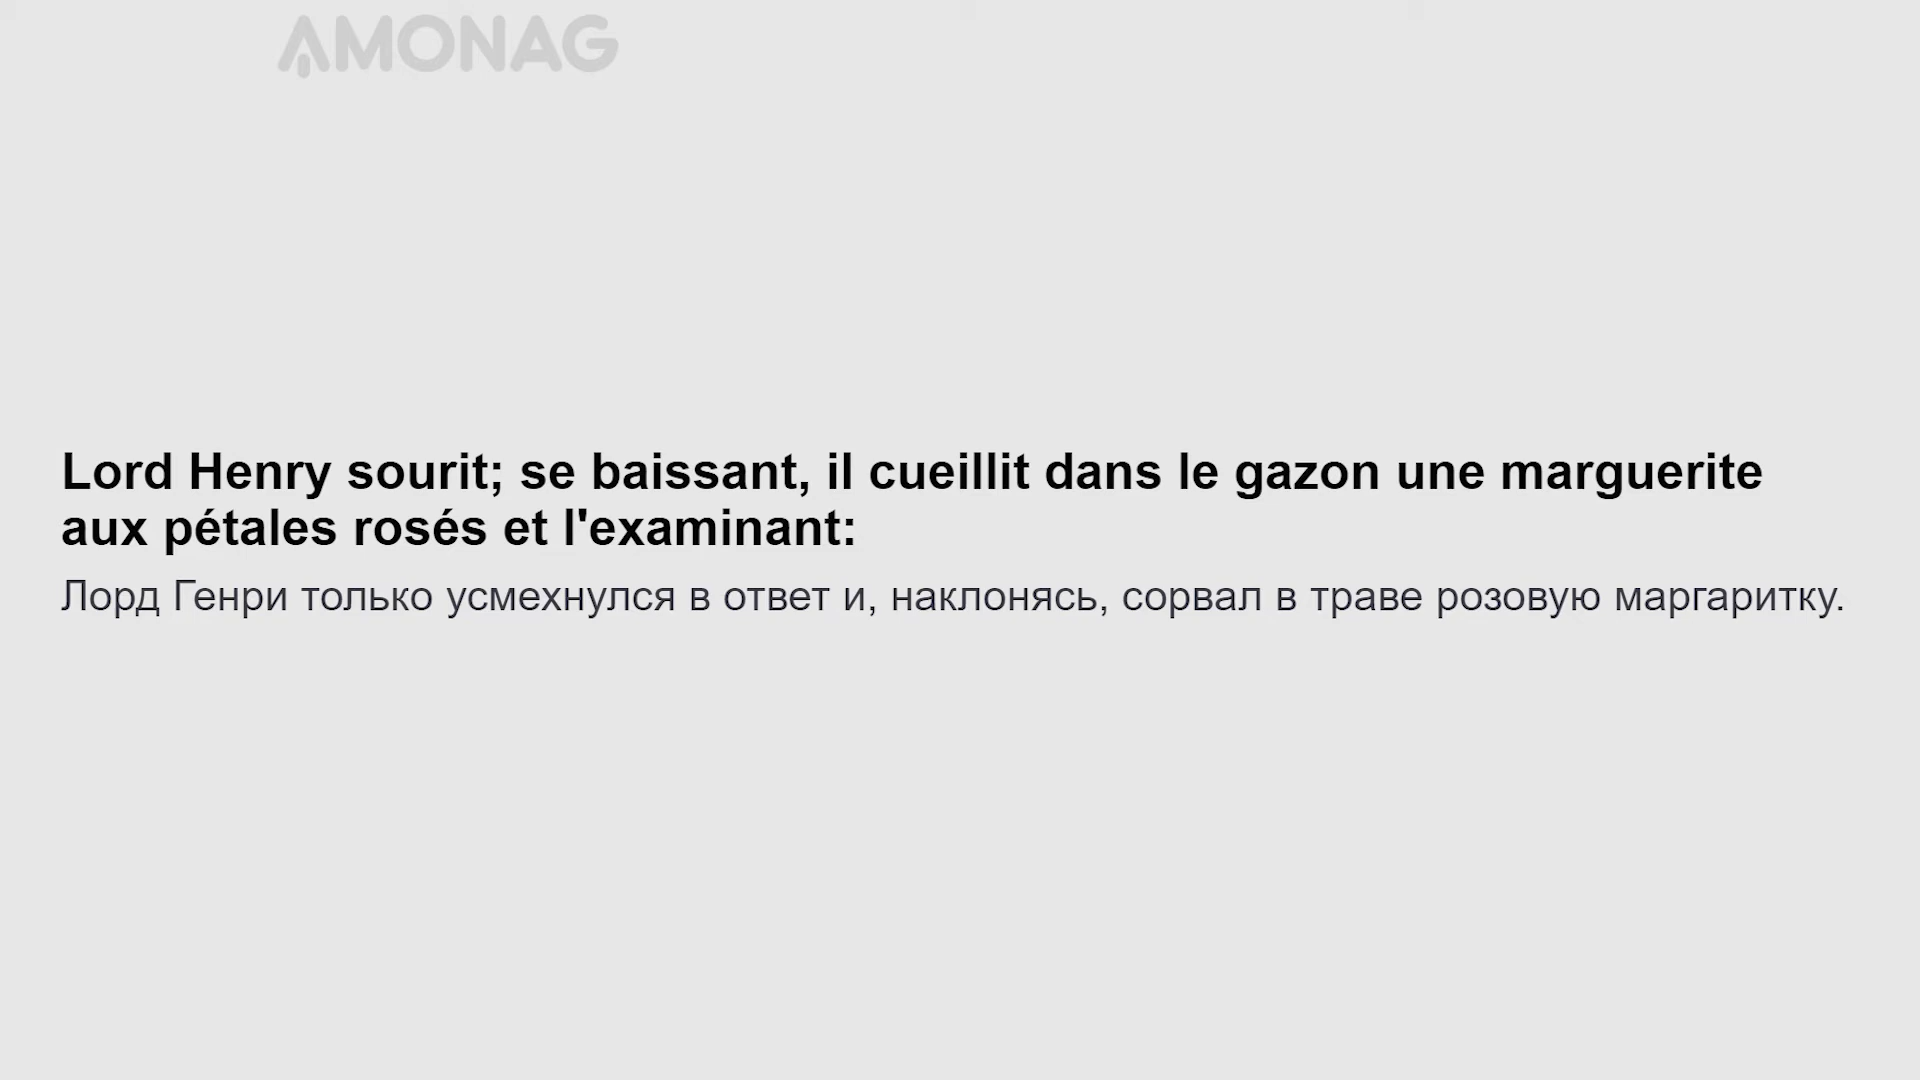 AMONAG
Lord Henry sourit; se baissant, il cueillit dans le gazon une marguerite
aux pétales rosés et l'examinant:
Лорд Генри только усмехнулся в ответ и, наклонясь, сорвал в траве розовую маргаритку.